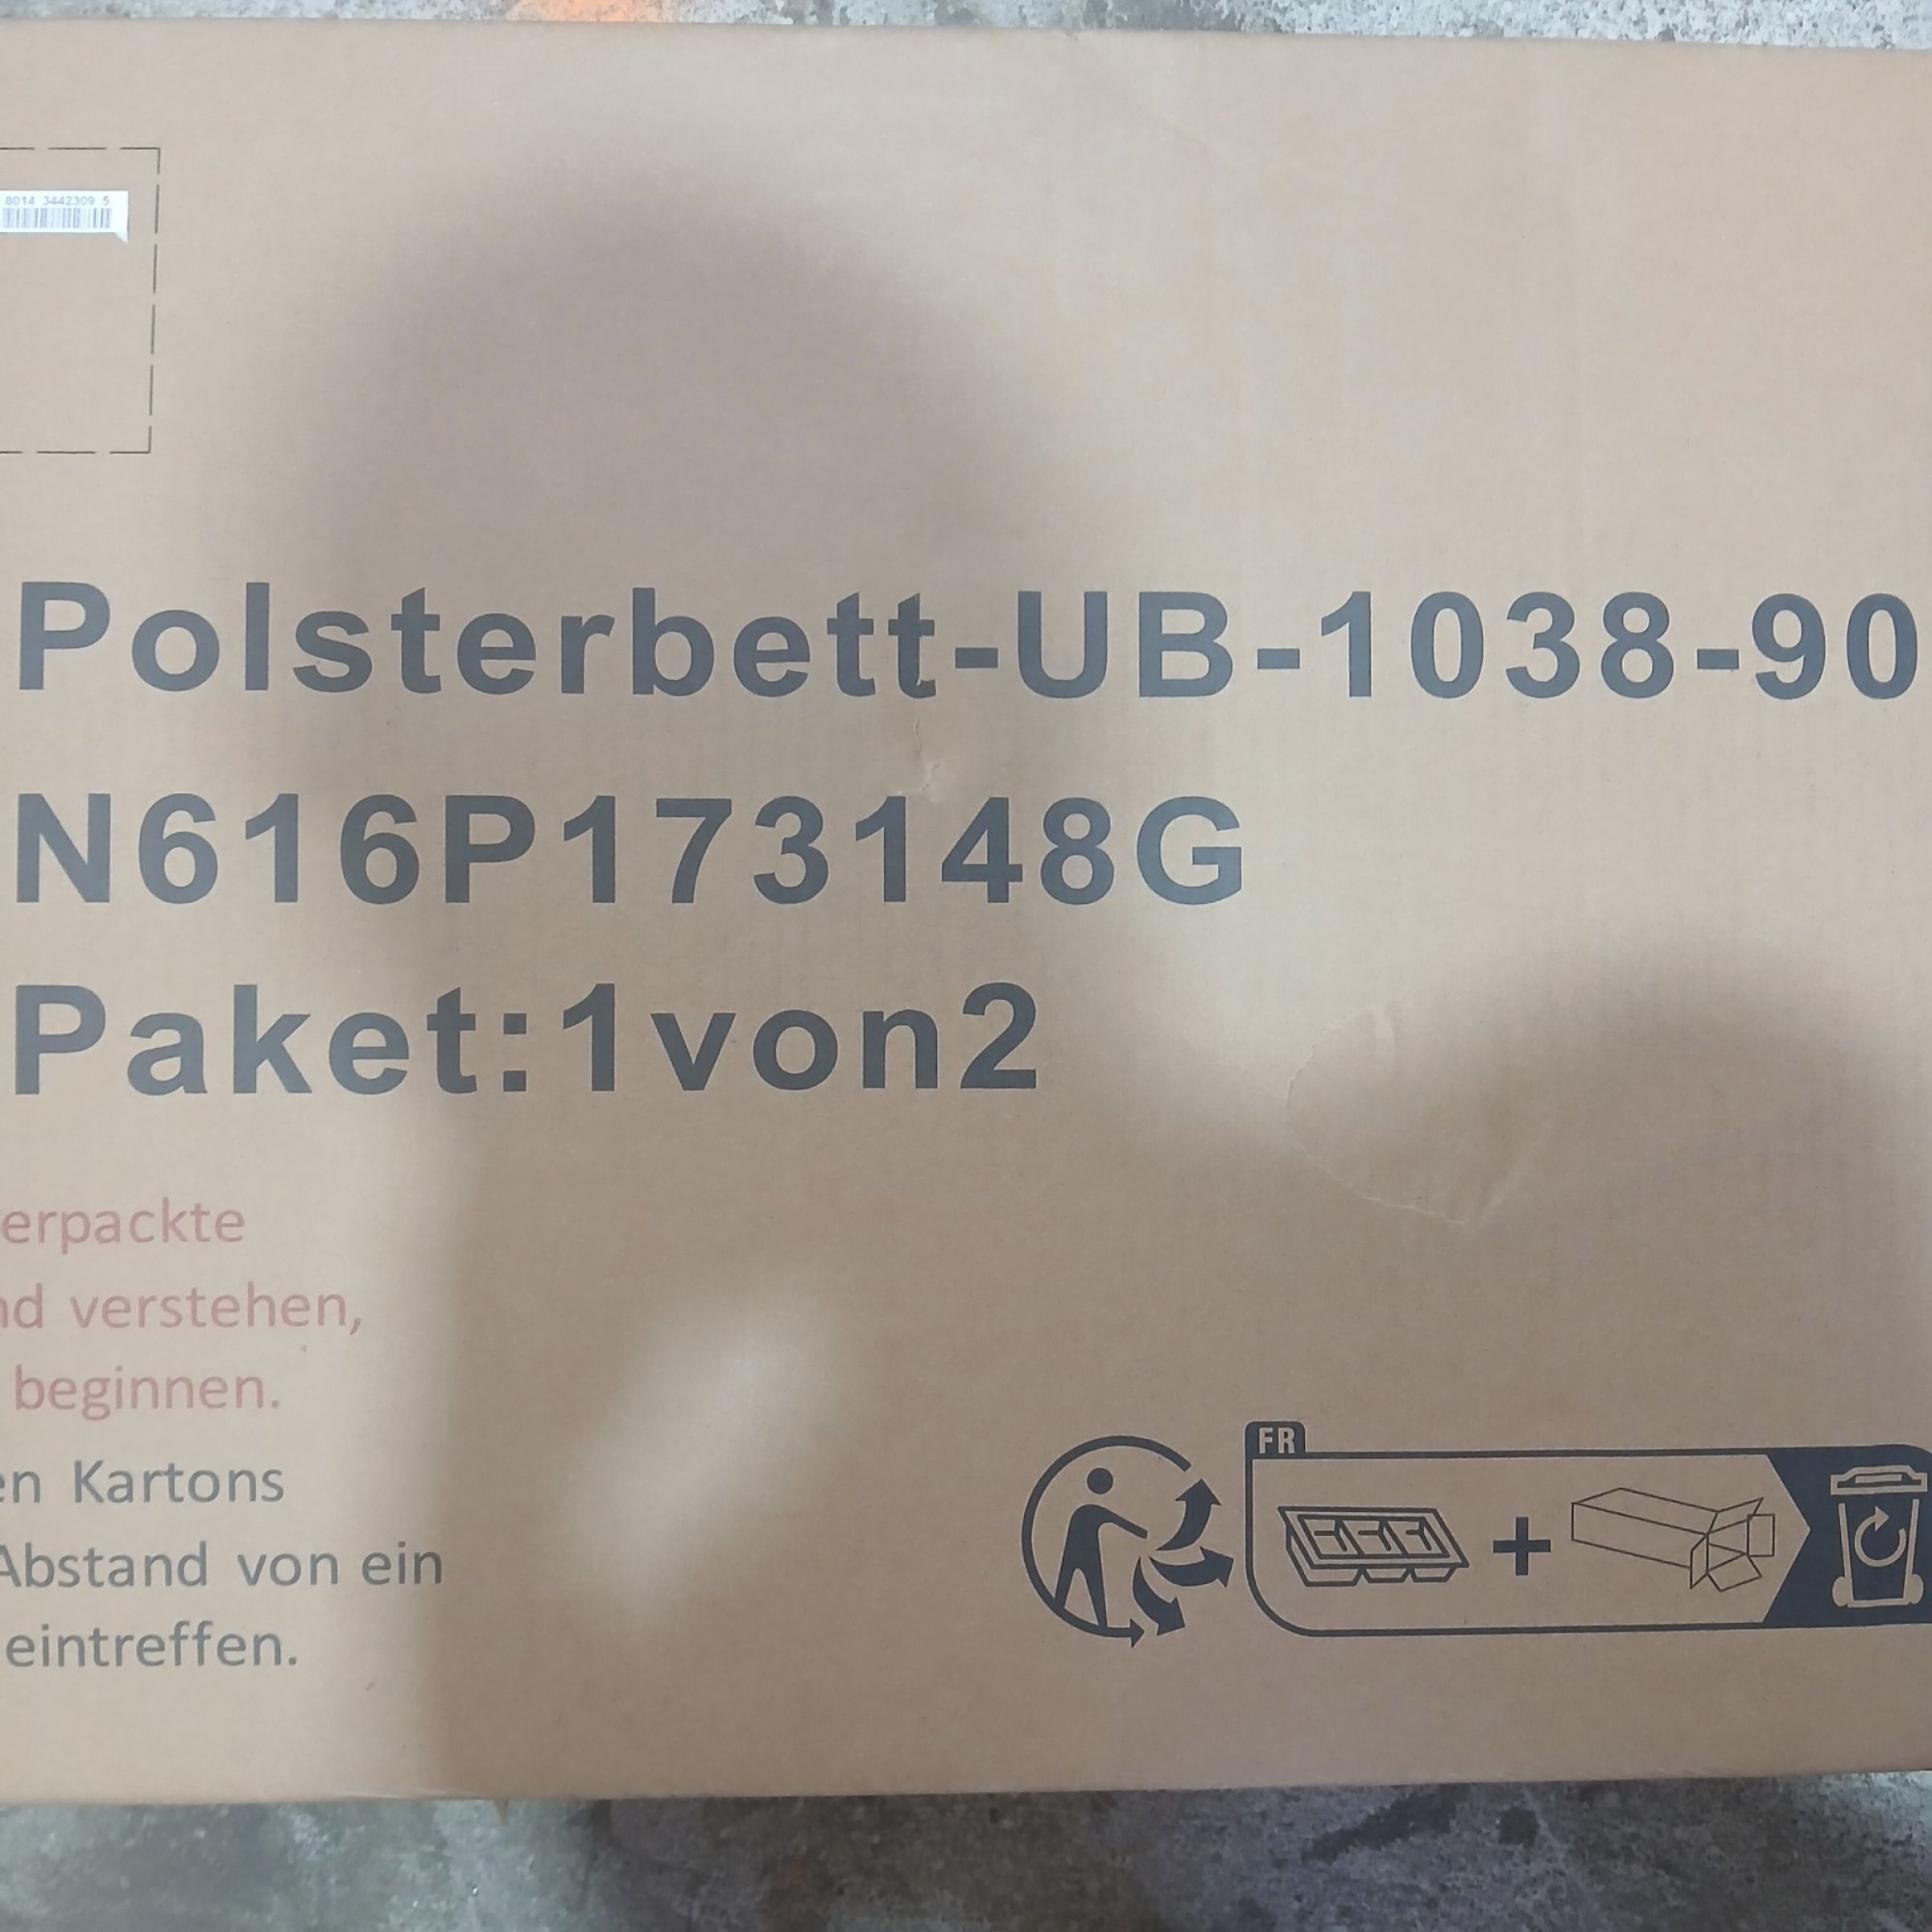 8014 3442309 5
Polsterbett-UB-1038-90
N616P173148G
Paket:1von2
erpackte
nd verstehen,
beginnen.
en Kartons
Abstand von ein
eintreffen.
FR